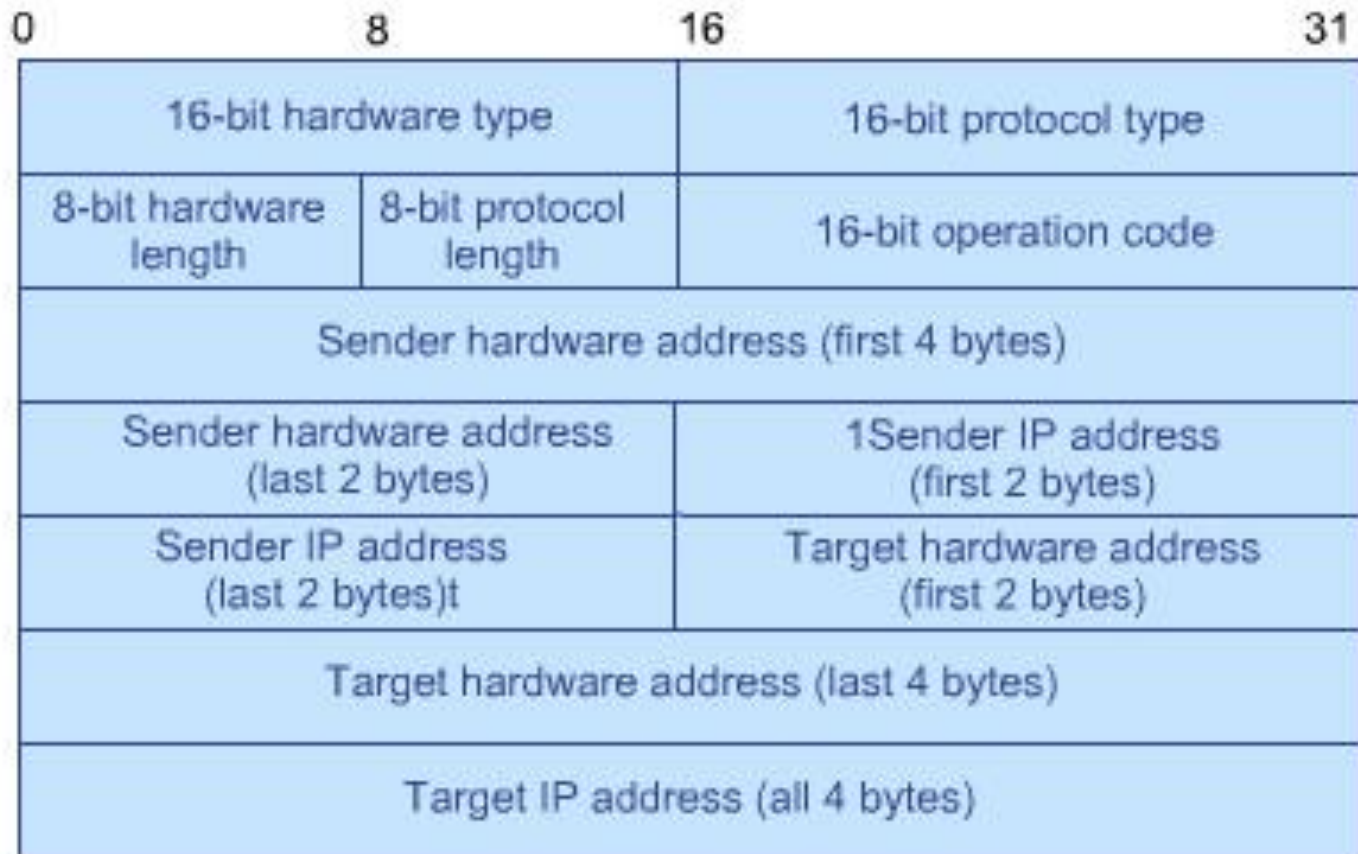 0 8 16 31
16-bit hardware type
16-bit protocol type
8-bit hardware
length
8-bit protocol
length
16-bit operation code
Sender hardware address (first 4 bytes)
Sender hardware address
(last 2 bytes)
1Sender IP address
(first 2 bytes)
Sender IP address
(last 2 bytes)t
Target hardware address
(first 2 bytes)
Target hardware address (last 4 bytes)
Target IP address (all 4 bytes)